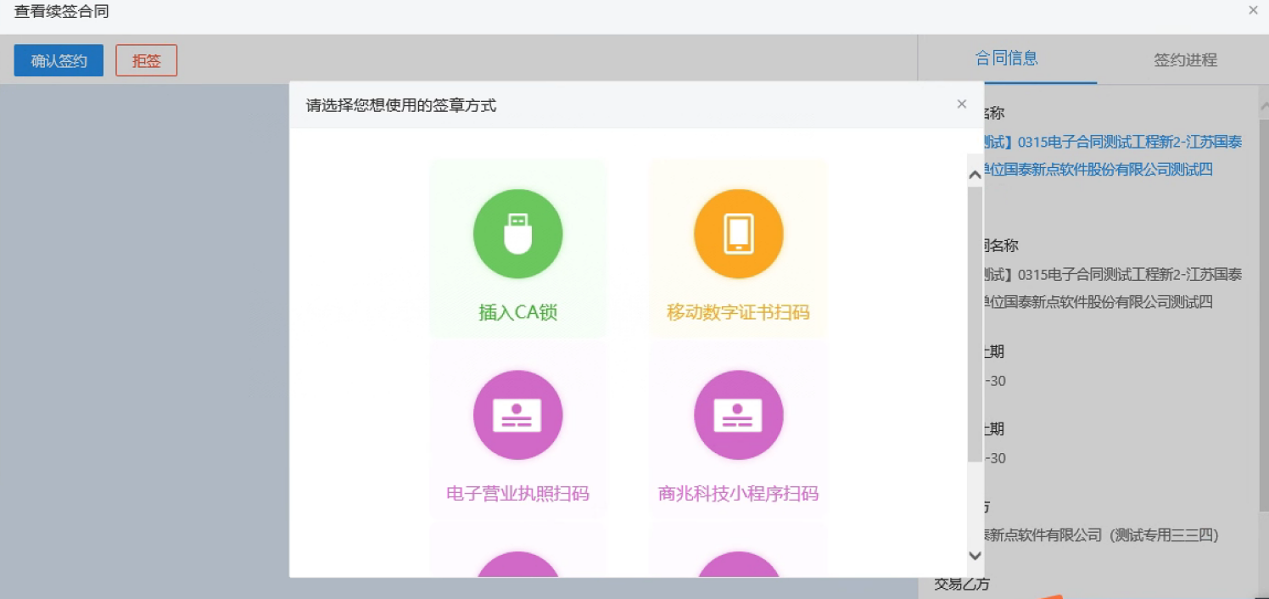 查看续签合同
确认签约
拒签
合同信息
签约进程
请选择您想使用的签章方式
插入CA锁
移动数字证书扫码
电子营业执照扫码
商兆科技小程序扫码
名称
测试】0315电子合同测试工程新2-江苏国泰
单位国泰新点软件股份有限公司测试四
同名称
测试】0315电子合同测试工程新2-江苏国泰
单位国泰新点软件股份有限公司测试四
止期
-30
止期
-30
方
泰新点软件有限公司（测试专用三三四）
交易乙方